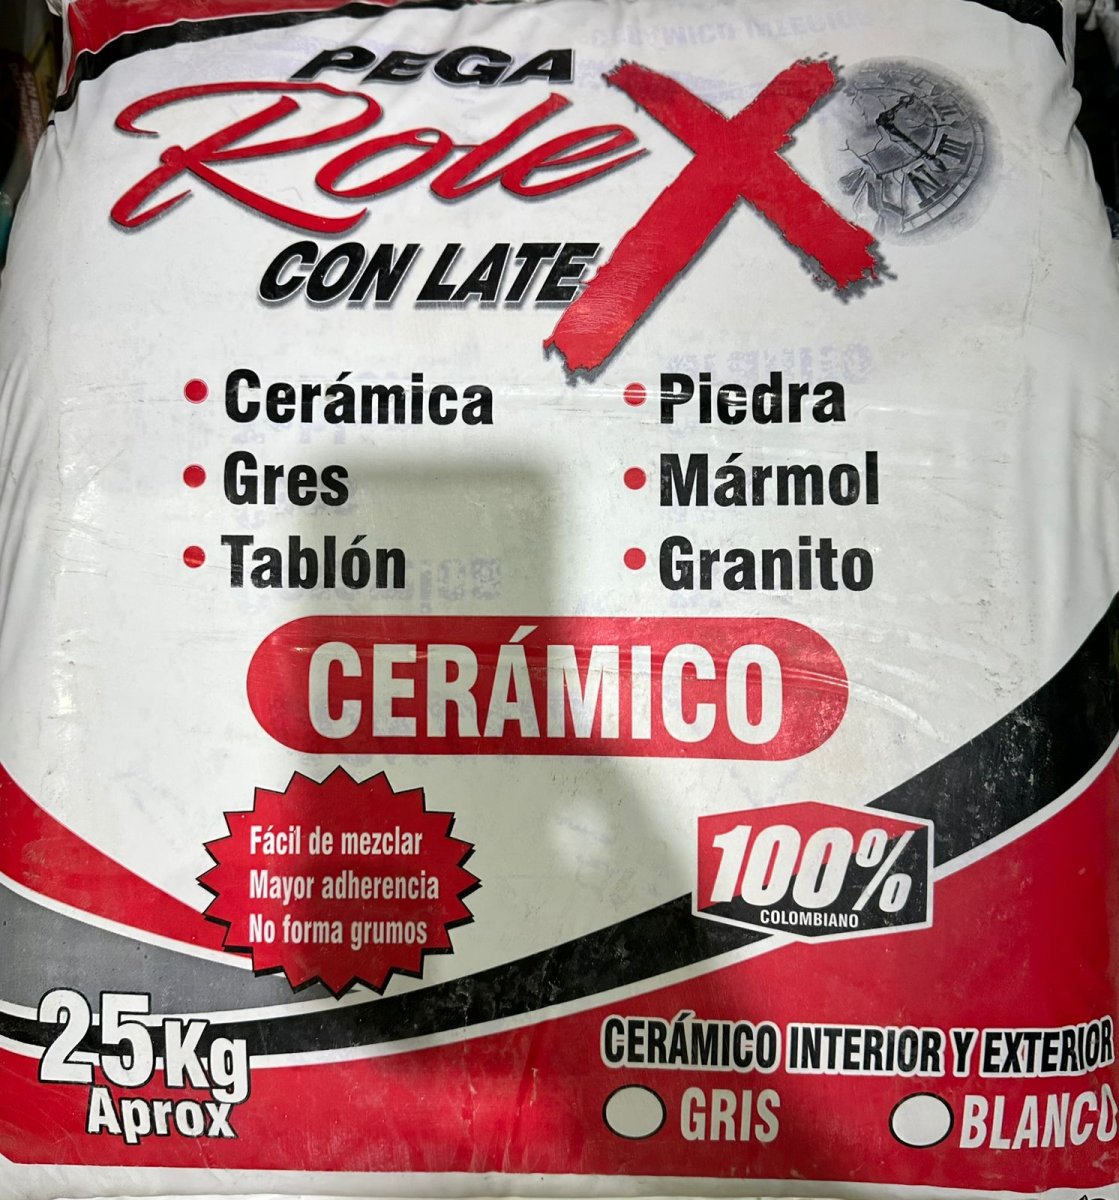 PEGA
RoleX
CON LATEX
• Cerámica
• Gres
• Tablón
• Piedra
• Mármol
• Granito
CERÁMICO
Fácil de mezclar
Mayor adherencia
No forma grumos
100%
COLOMBIANO
25Kg
Aprox
CERÁMICO INTERIOR Y EXTERIOR
GRIS
BLANCO